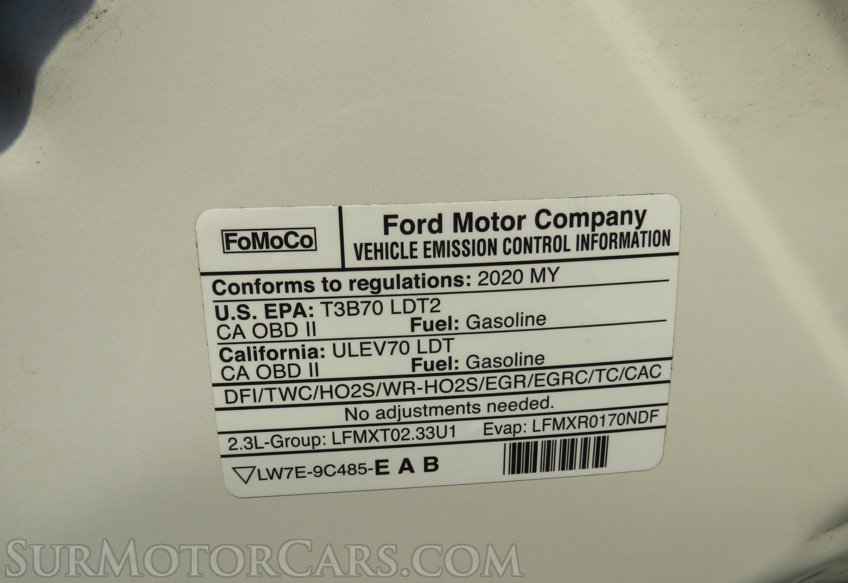 FoMoCo
Ford Motor Company
VEHICLE EMISSION CONTROL INFORMATION
Conforms to regulations: 2020 MY
U.S. EPA: T3B70 LDT2
CA OBD II Fuel: Gasoline
California: ULEV70 LDT
CA OBD II Fuel: Gasoline
DFI/TWC/HO2S/WR-HO2S/EGR/EGRC/TC/CAC
No adjustments needed.
2.3L-Group: LFMXT02.33U1 Evap: LFMXR0170NDF
LW7E-9C485-E A B
SURMOTORCARS.COM